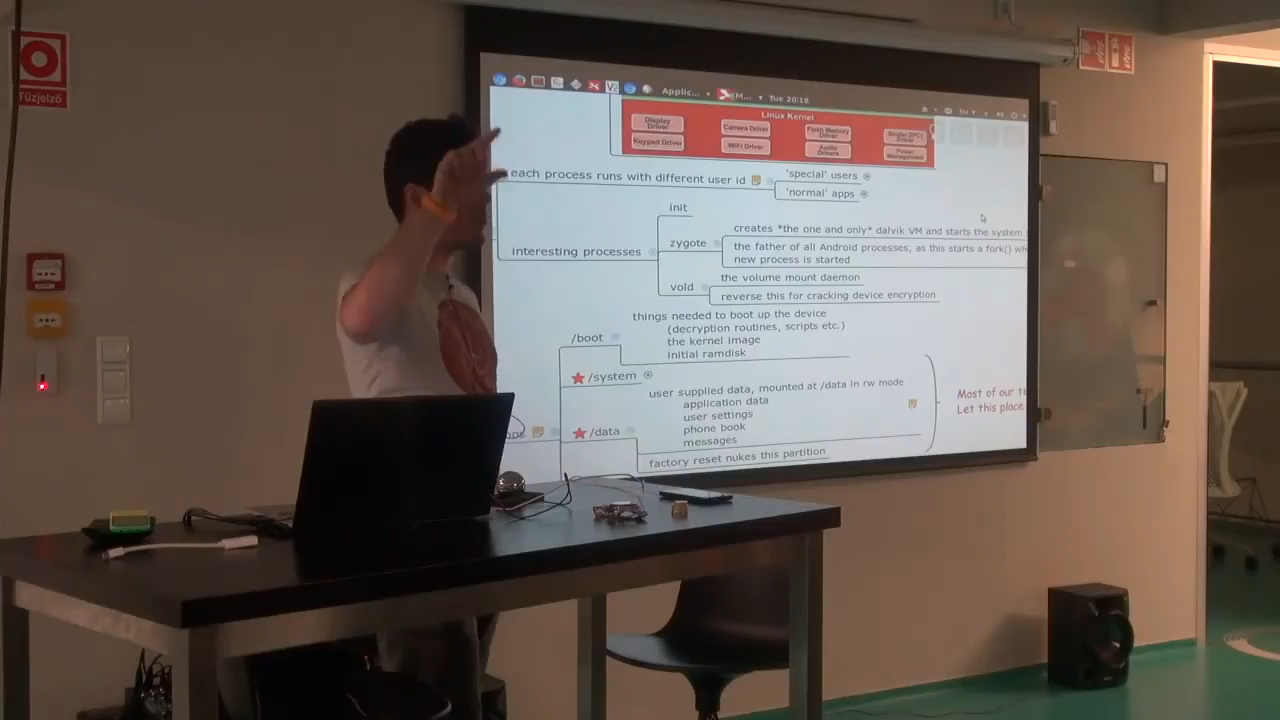 Tűzjelző
Applic...
Tue 20:18
Linux Kernel
Display Driver
Camera Driver
Flash Memory Driver
Binder (IPC) Driver
Keypad Driver
WiFi Driver
Audio Drivers
Power Management
each process runs with different user id
'special' users
'normal' apps
interesting processes
init
zygote
creates *the one and only* dalvik VM and starts the system
the father of all Android processes, as this starts a fork() wh
new process is started
vold
the volume mount daemon
reverse this for cracking device encryption
/boot
things needed to boot up the device
(decryption routines, scripts etc.)
the kernel image
initial ramdisk
/system
/data
user supplied data, mounted at /data in rw mode
application data
user settings
phone book
messages
factory reset nukes this partition
Most of our
Let this place